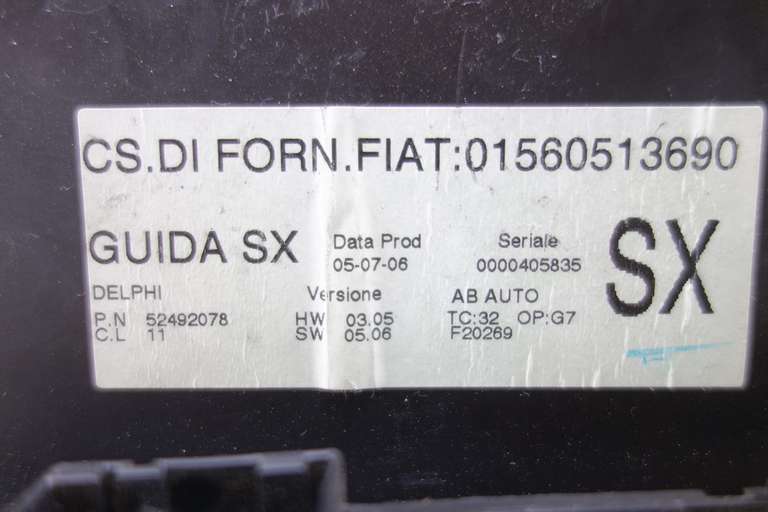 CS.DI FORN.FIAT:01560513690
GUIDA SX
Data Prod
05-07-06
Seriale
0000405835
SX
DELPHI
P.N 52492078
C.L 11
Versione
HW 03.05
SW 05.06
AB AUTO
TC:32 OP:G7
F20269